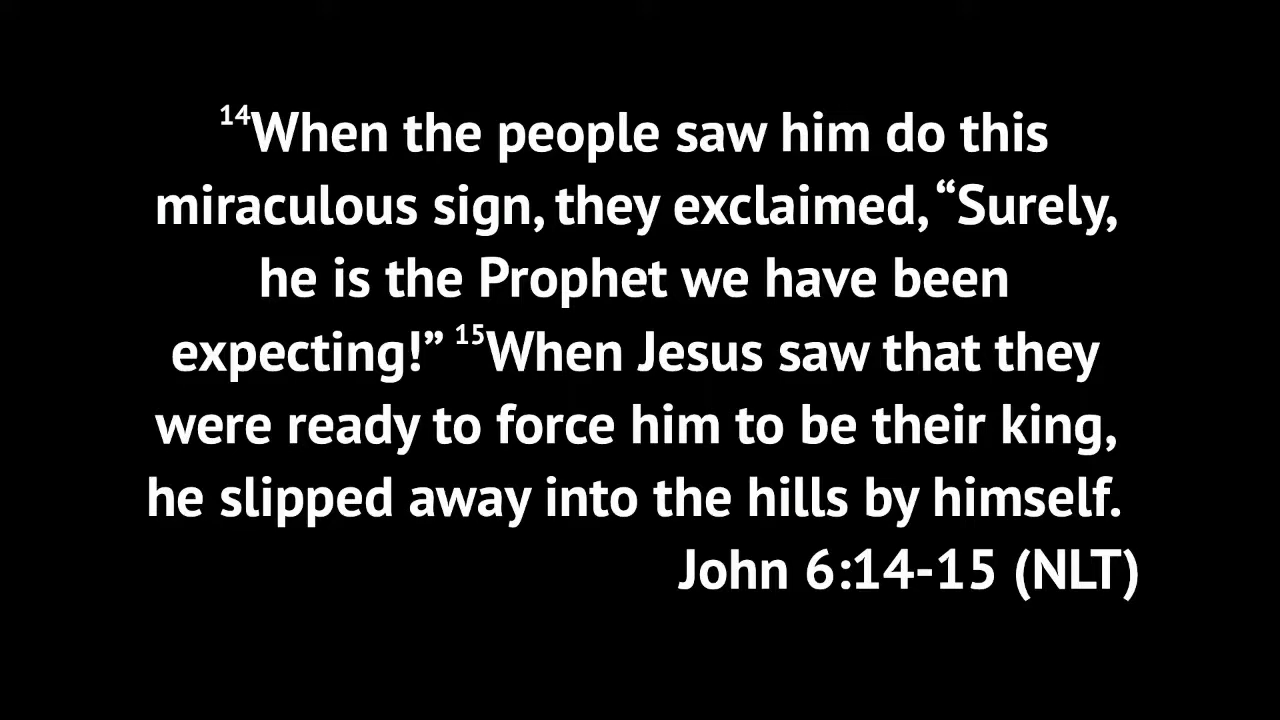 ¹⁴When the people saw him do this
miraculous sign, they exclaimed, “Surely,
he is the Prophet we have been
expecting!” ¹⁵When Jesus saw that they
were ready to force him to be their king,
he slipped away into the hills by himself.
John 6:14-15 (NLT)